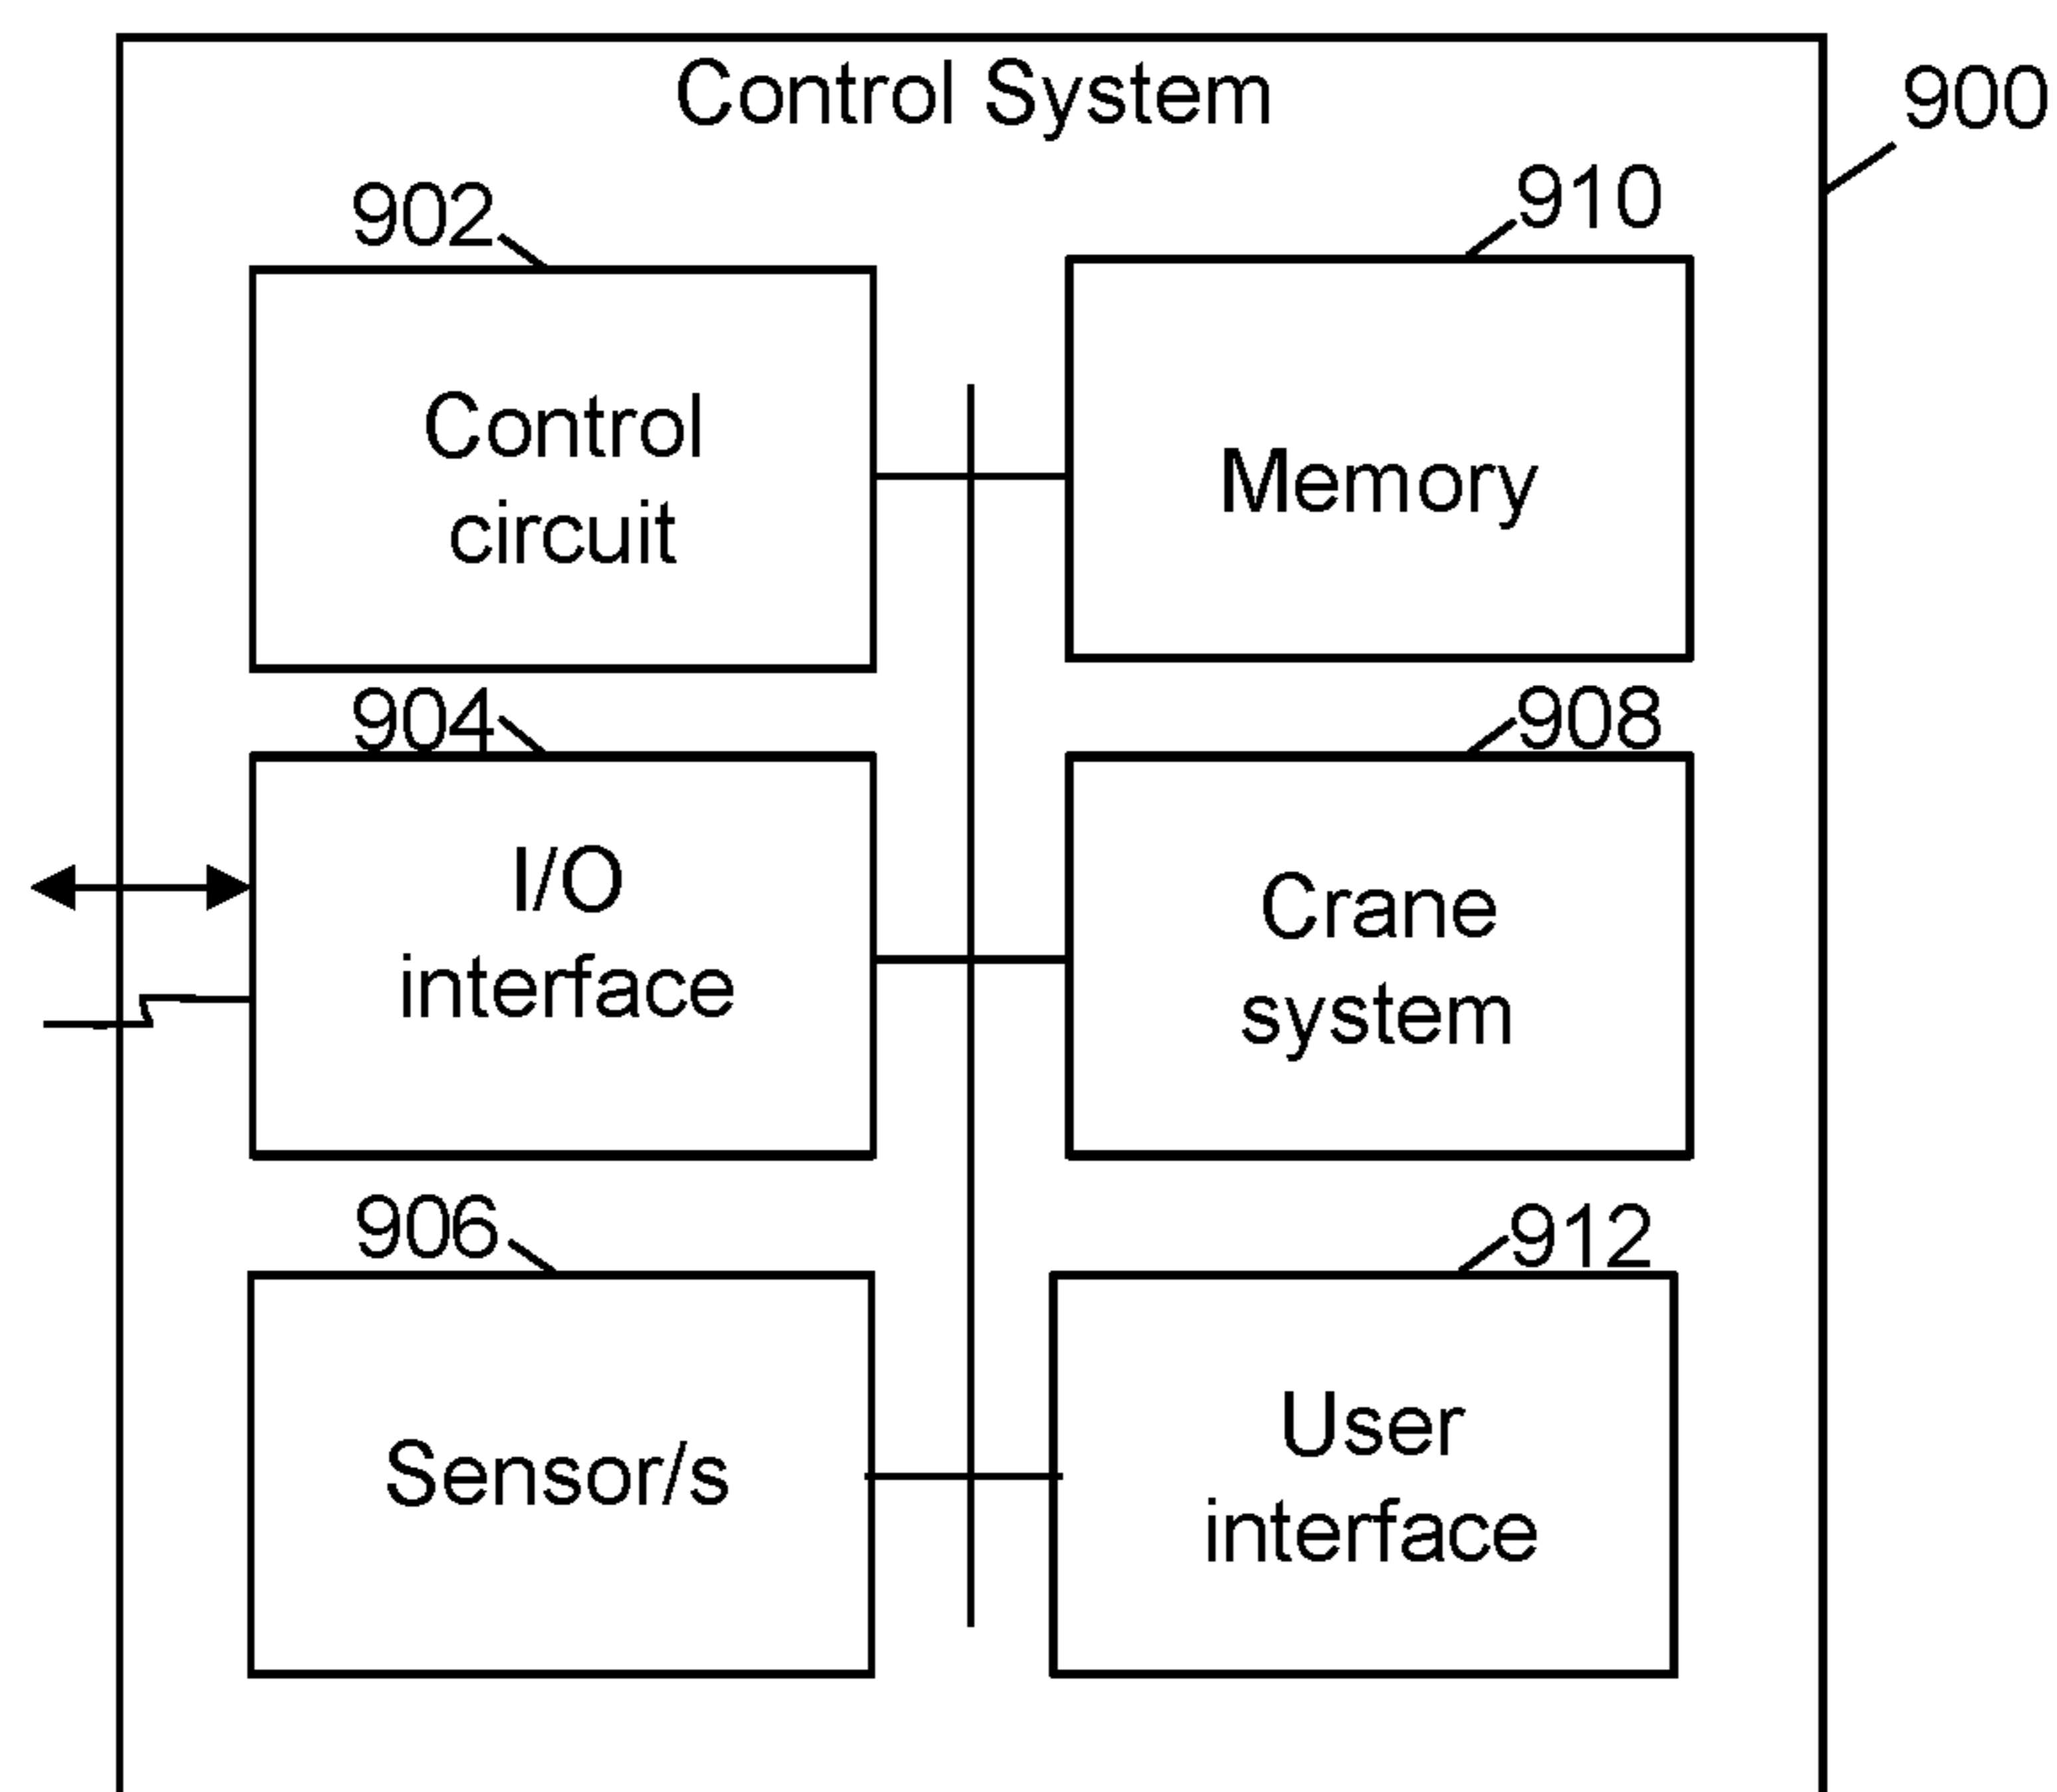 Control System
900
902
910
Control
circuit
Memory
904
908
I/O
interface
Crane
system
906
912
Sensor/s
User
interface